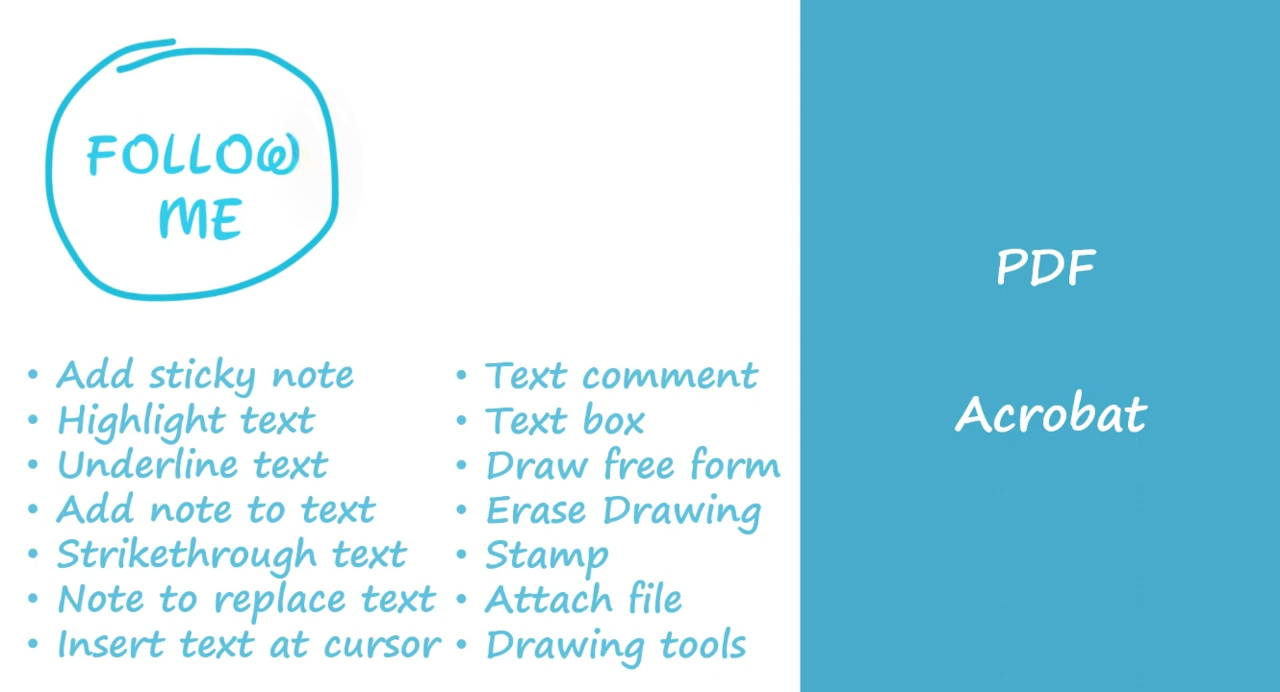 FOLLOW
ME
• Add sticky note
• Highlight text
• Underline text
• Add note to text
• Strikethrough text
• Note to replace text
• Insert text at cursor
• Text comment
• Text box
• Draw free form
• Erase Drawing
• Stamp
• Attach file
• Drawing tools
PDF
Acrobat